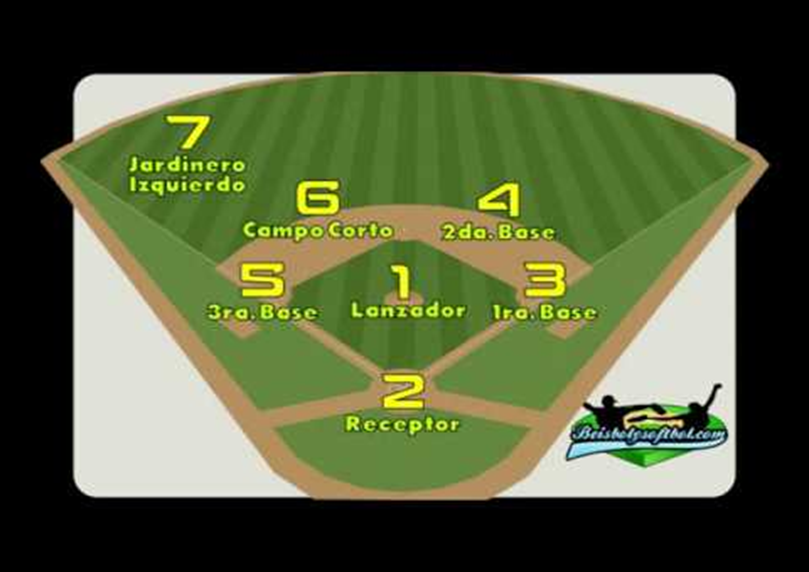 7
Jardinero
Izquierdo
6
Campo Corto
4
2da. Base
5
3ra. Base
1
Lanzador
3
1ra. Base
2
Receptor
Beisbolysoftbol.com